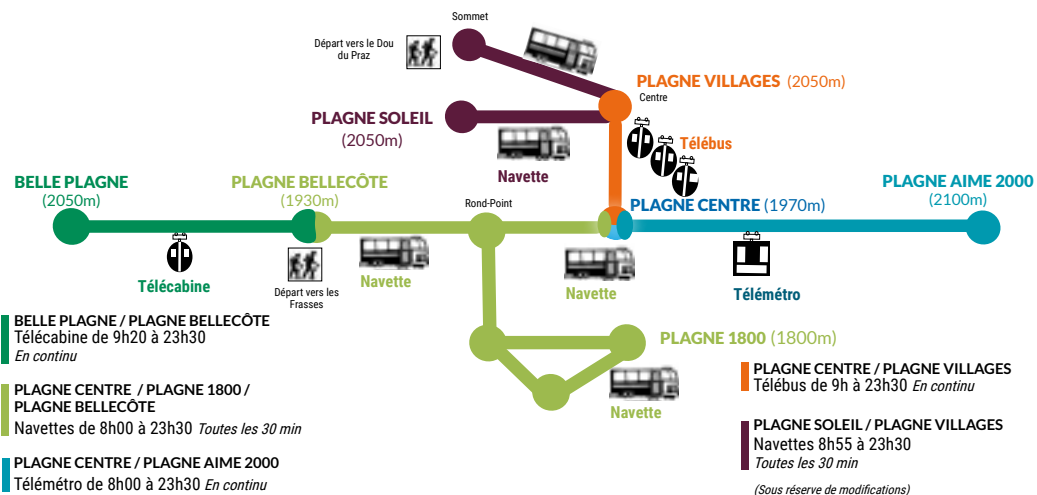 Sommet
Départ vers le Dou
du Praz
PLAGNE VILLAGES (2050m)
Centre
PLAGNE SOLEIL
(2050m)
Télébus
Navette
BELLE PLAGNE
(2050m)
PLAGNE BELLECÔTE
(1930m)
PLAGNE AIME 2000
(2100m)
Rond-Point
PLAGNE CENTRE (1970m)
Télécabine
Départ vers les
Frasses
Navette
Navette
Télémétro
PLAGNE 1800 (1800m)
Navette
BELLE PLAGNE / PLAGNE BELLECÔTE
Télécabine de 9h20 à 23h30
En continu
PLAGNE CENTRE / PLAGNE 1800 /
PLAGNE BELLECÔTE
Navettes de 8h00 à 23h30 Toutes les 30 min
PLAGNE CENTRE / PLAGNE AIME 2000
Télémétro de 8h00 à 23h30 En continu
PLAGNE CENTRE / PLAGNE VILLAGES
Télébus de 9h à 23h30 En continu
PLAGNE SOLEIL / PLAGNE VILLAGES
Navettes 8h55 à 23h30
Toutes les 30 min
(Sous réserve de modifications)